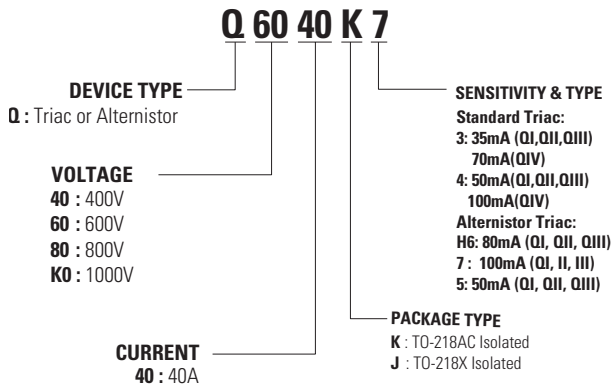 Q 60 40 K 7
DEVICE TYPE
Q : Triac or Alternistor
VOLTAGE
40 : 400V
60 : 600V
80 : 800V
K0 : 1000V
CURRENT
40 : 40A
SENSITIVITY & TYPE
Standard Triac:
3: 35mA (QI,QII,QIII)
70mA(QIV)
4: 50mA(QI,QII,QIII)
100mA(QIV)
Alternistor Triac:
H6: 80mA (QI, QII, QIII)
7 : 100mA (QI, II, III)
5: 50mA (QI, QII, QIII)
PACKAGE TYPE
K : TO-218AC Isolated
J : TO-218X Isolated